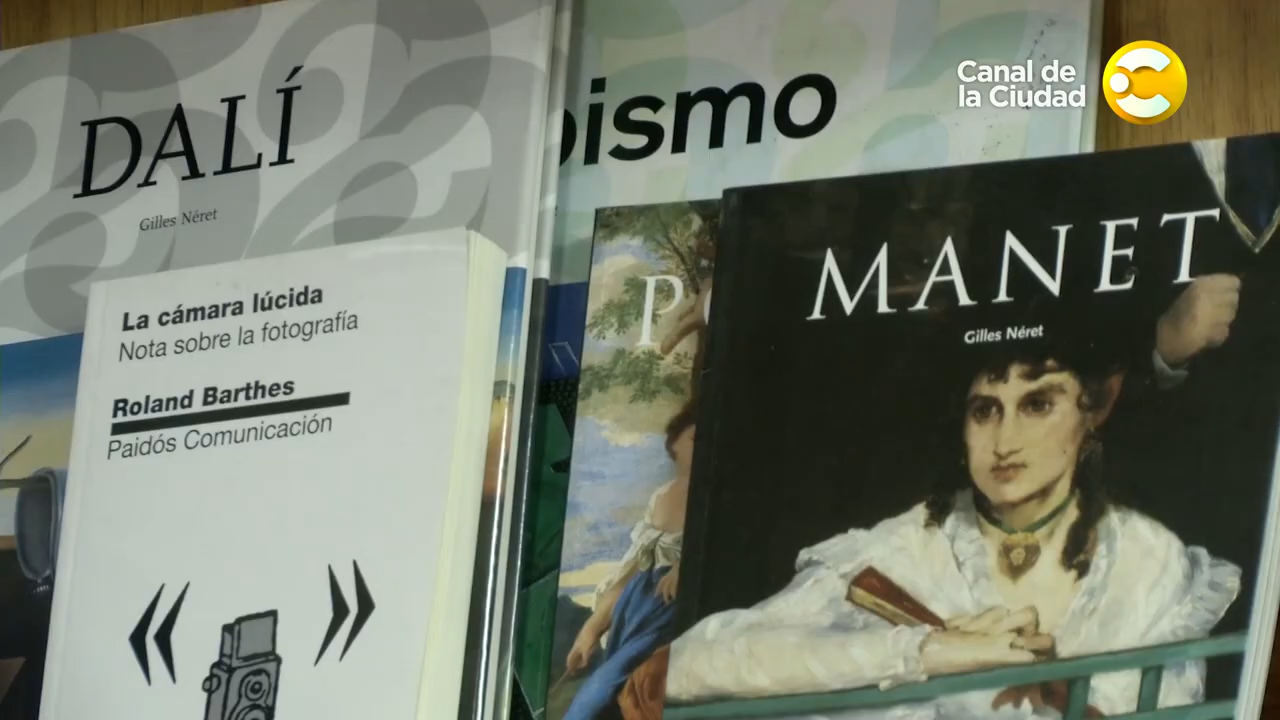 DALÍ
Gilles Néret
La cámara lúcida
Nota sobre la fotografía
Roland Barthes
Paidós Comunicación
«
»
MANET
Gilles Néret
Canal de
la Ciudad